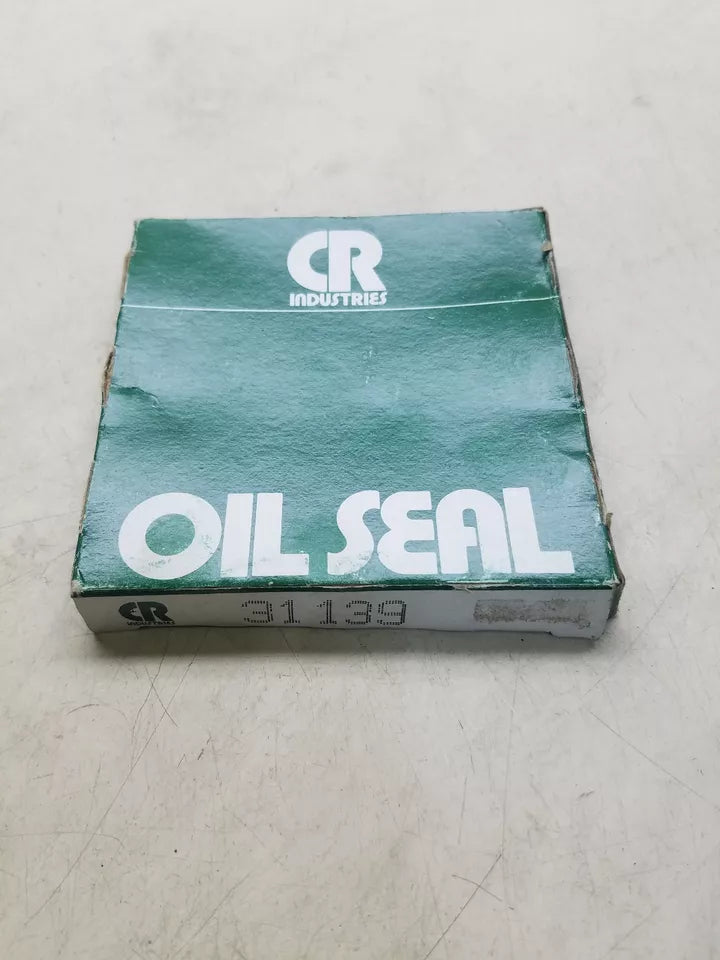 CR
INDUSTRIES
OIL SEAL
CR
INDUSTRIES
31139